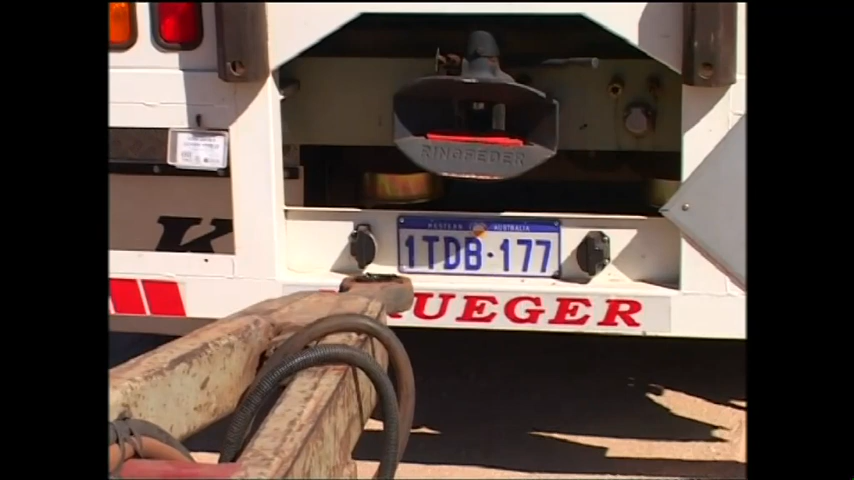 RINGFEDER
K
WESTERN AUSTRALIA
1TDB·177
RUEGER